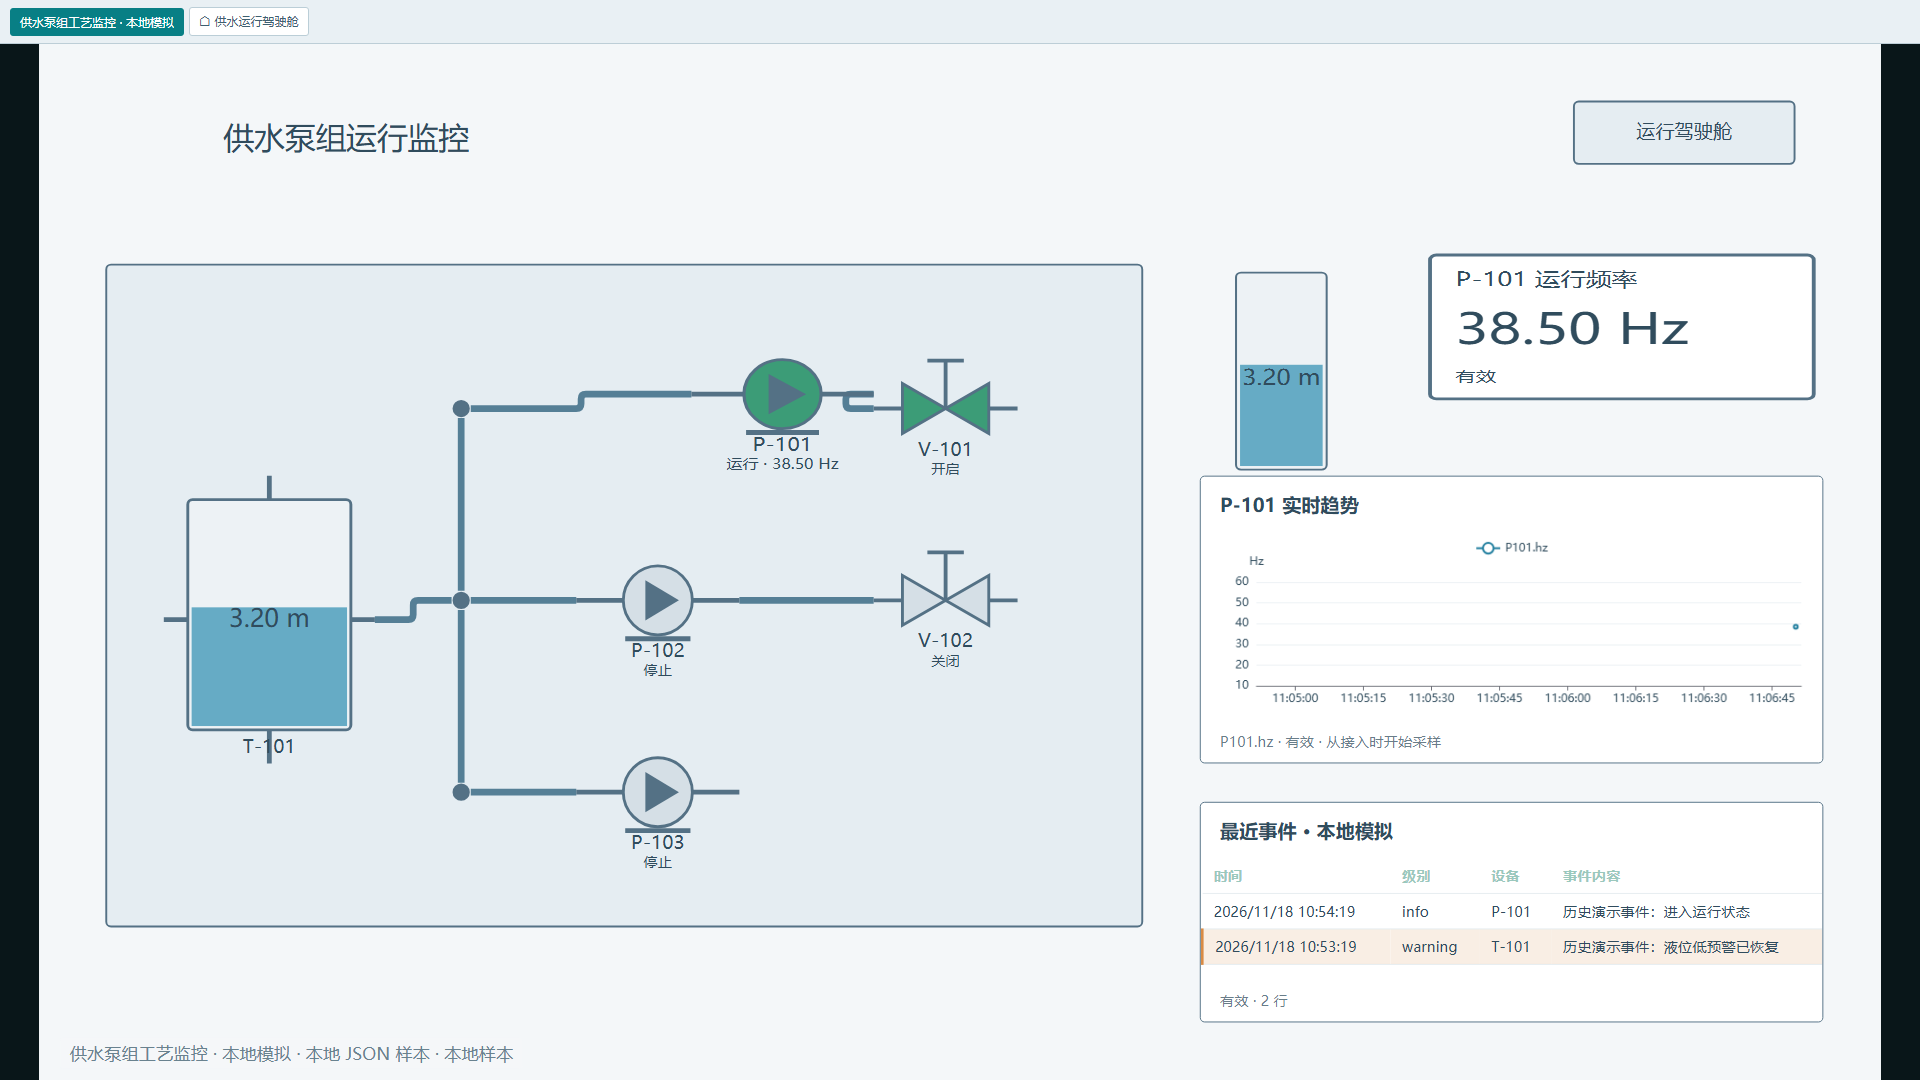 供水泵组工艺监控 · 本地模拟
供水运行驾驶舱
供水泵组运行监控
运行驾驶舱
P-101 运行频率
38.50 Hz
有效
3.20 m
P-101
运行 · 38.50 Hz
V-101
开启
3.20 m
T-101
P-102
停止
V-102
关闭
P-103
停止
P-101 实时趋势
P101.hz
Hz
60
50
40
30
20
10
11:05:00 11:05:15 11:05:30 11:05:45 11:06:00 11:06:15 11:06:30 11:06:45
P101.hz · 有效 · 从接入时开始采样
最近事件 · 本地模拟
时间 级别 设备 事件内容
2026/11/18 10:54:19 info P-101 历史演示事件：进入运行状态
2026/11/18 10:53:19 warning T-101 历史演示事件：液位低预警已恢复
有效 · 2 行
供水泵组工艺监控 · 本地模拟 · 本地 JSON 样本 · 本地样本